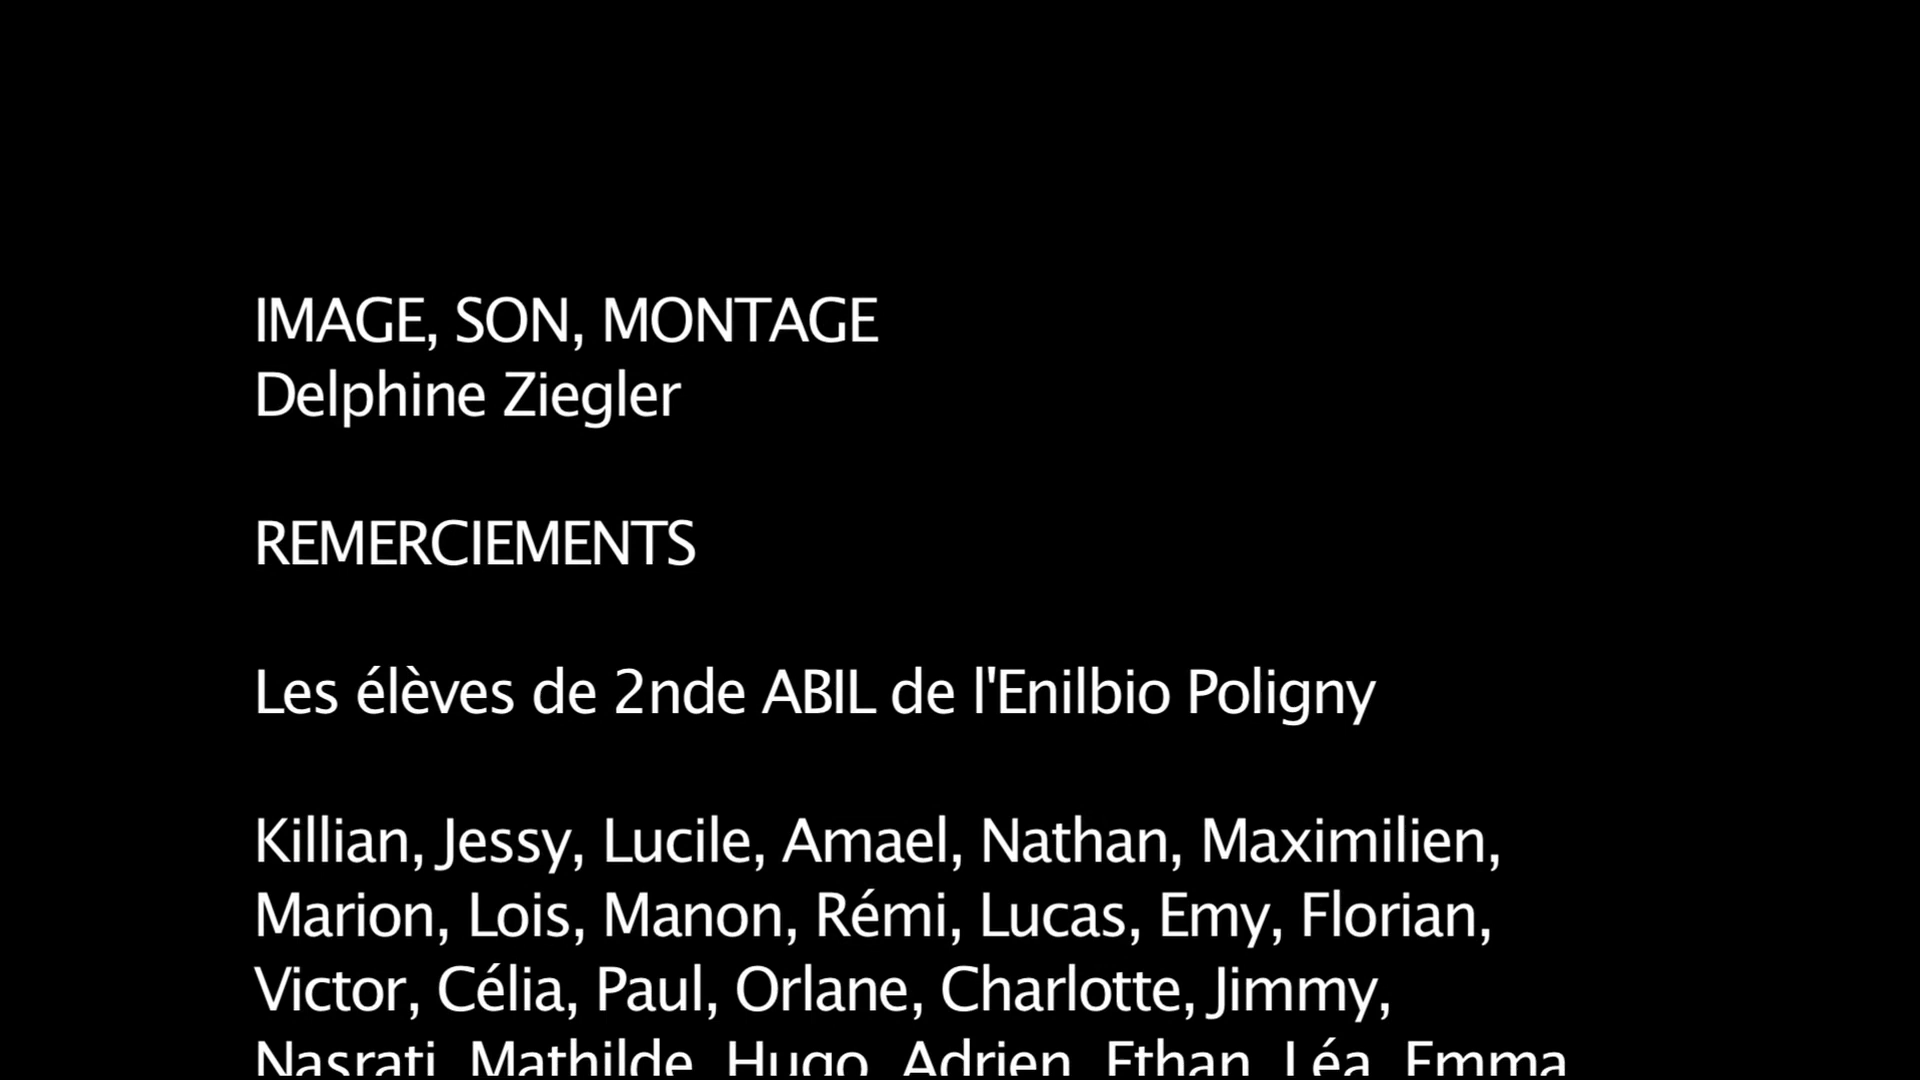 IMAGE, SON, MONTAGE
Delphine Ziegler
REMERCIEMENTS
Les élèves de 2nde ABIL de l'Enilbio Poligny
Killian, Jessy, Lucile, Amael, Nathan, Maximilien,
Marion, Lois, Manon, Rémi, Lucas, Emy, Florian,
Victor, Célia, Paul, Orlane, Charlotte, Jimmy,
Nasrati, Mathilde, Hugo, Adrien, Ethan, Léa, Emma